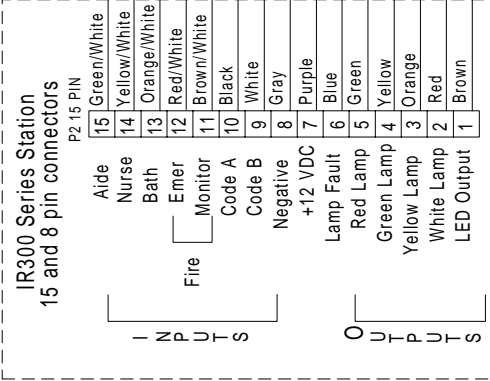 IR300 Series Station
15 and 8 pin connectors
P2 15 PIN
Aide 15 Green/White
Nurse 14 Yellow/White
Bath 13 Orange/White
Emer 12 Red/White
Monitor 11 Brown/White
Fire
Code A 10 Black
Code B 9 White
Negative 8 Gray
+12 VDC 7 Purple
Lamp Fault 6 Blue
Red Lamp 5 Green
Green Lamp 4 Yellow
Yellow Lamp 3 Orange
White Lamp 2 Red
LED Output 1 Brown
INPUTS
OUTPUTS